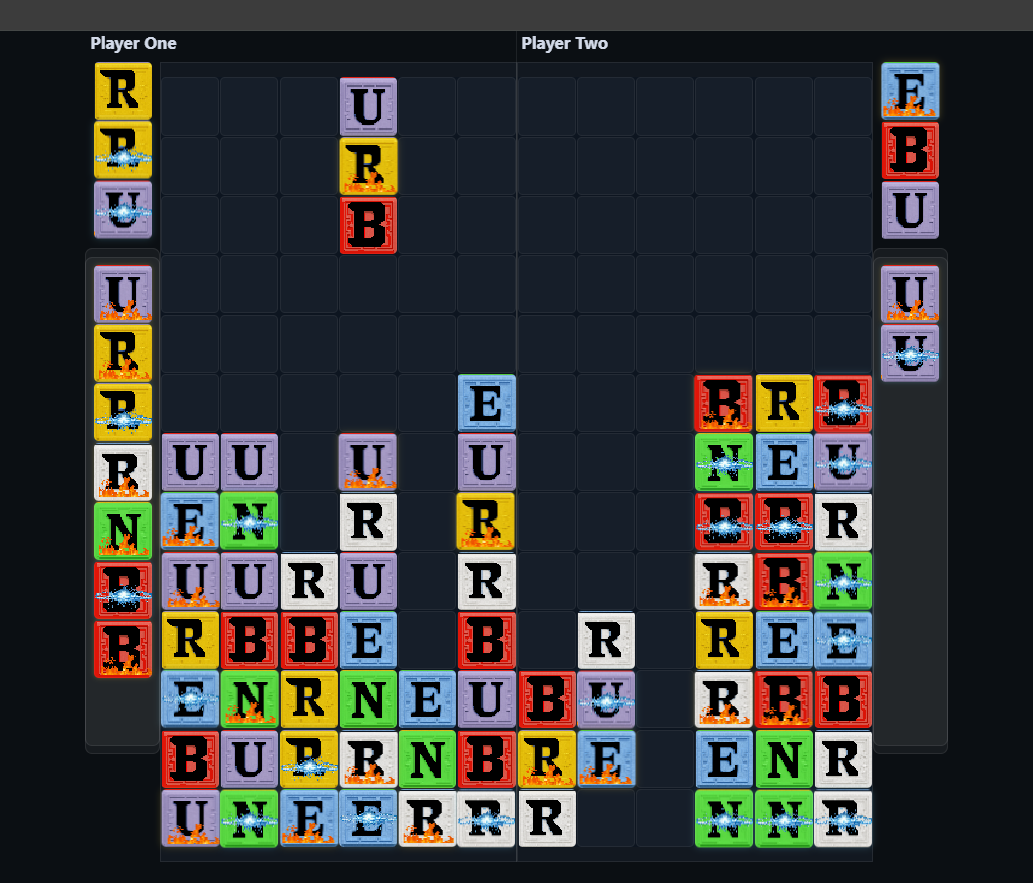 Player One Player Two
R U E
R R B
U B U
U U
R U
R E B R B
R U U U U N E U
N E N R R B B R
B U U R U R R B N
B R B B E B R R E E
E N R N E U B U R B B
B U R R N B R E E N R
U N E E R R R N N R